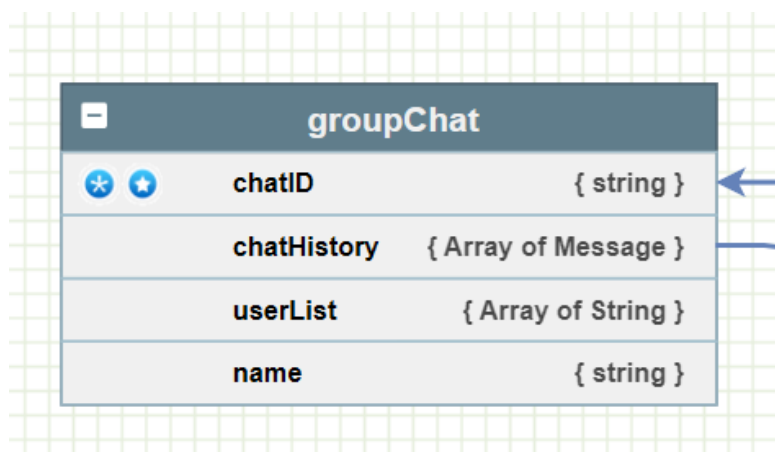 groupChat
chatID { string }
chatHistory { Array of Message }
userList { Array of String }
name { string }